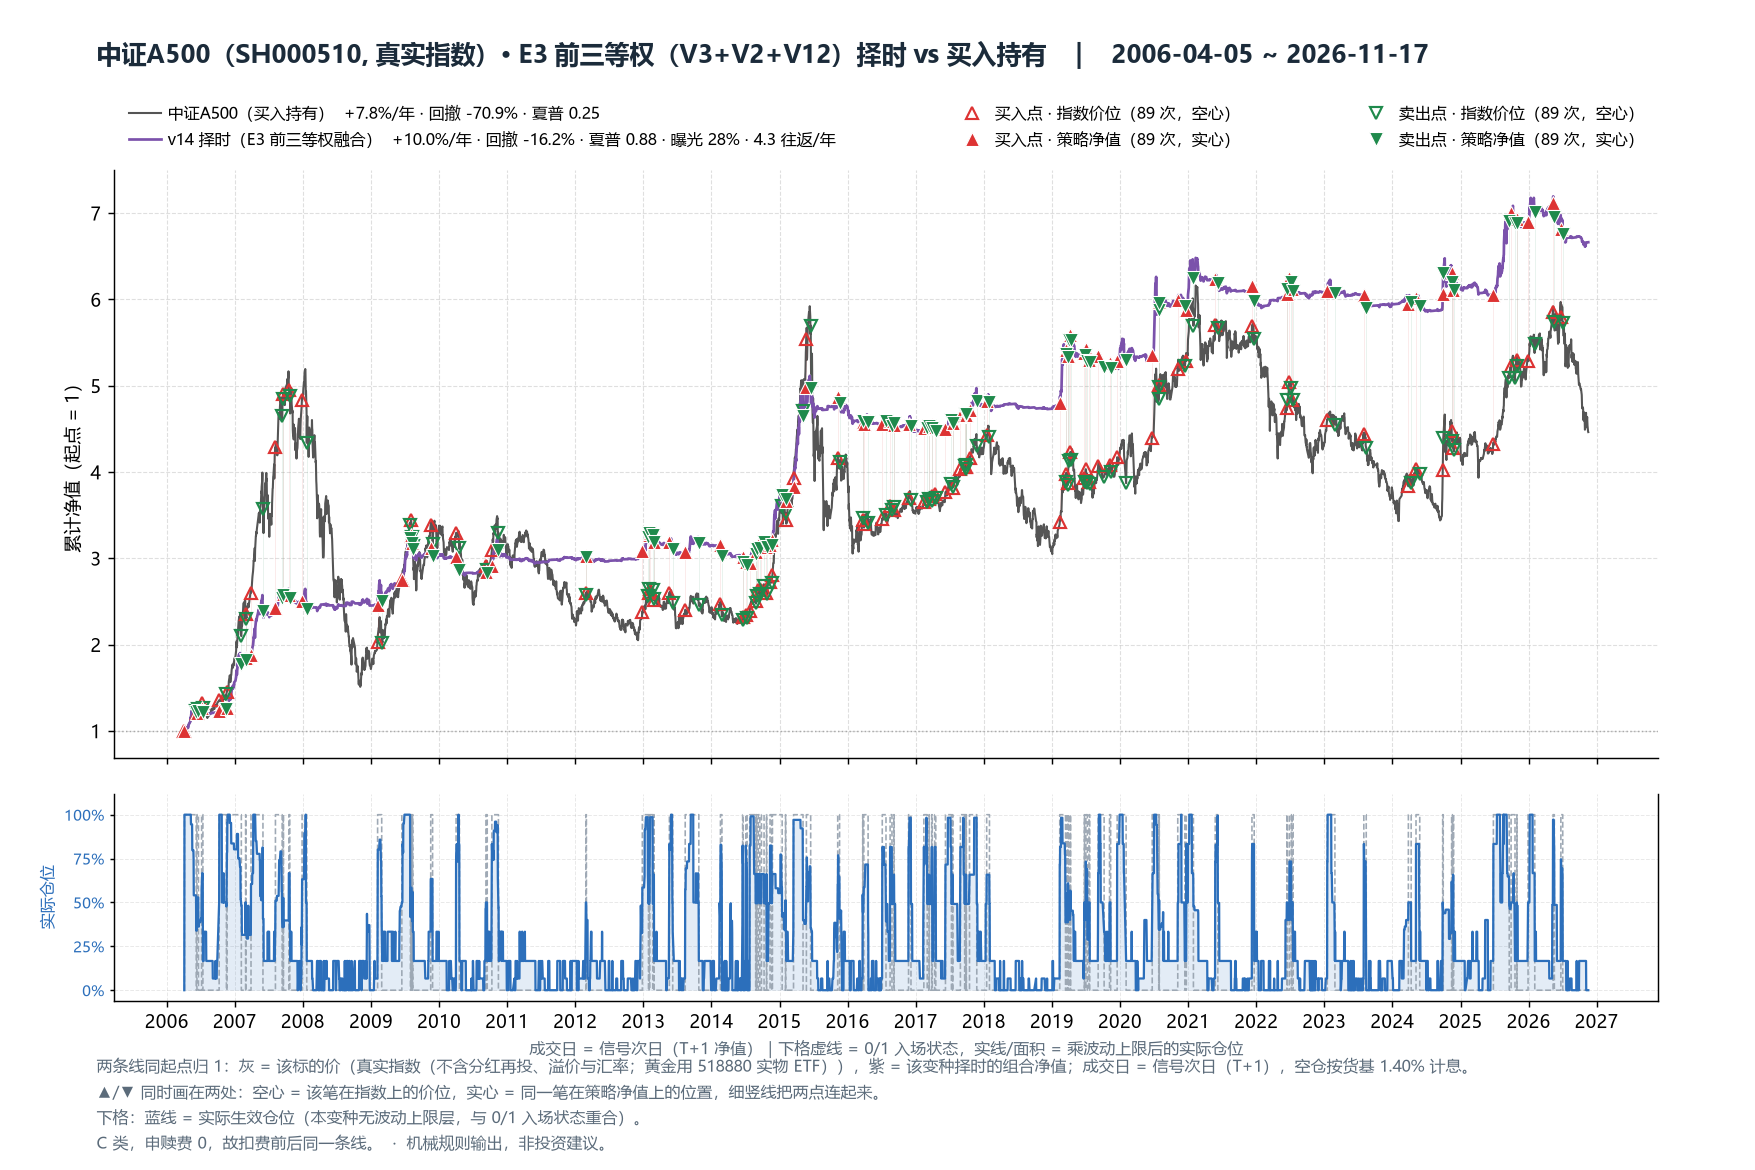 中证A500（SH000510, 真实指数）· E3 前三等权（V3+V2+V12）择时 vs 买入持有 | 2006-04-05 ~ 2026-11-17
中证A500（买入持有） +7.8%/年 · 回撤 -70.9% · 夏普 0.25
v14 择时（E3 前三等权融合） +10.0%/年 · 回撤 -16.2% · 夏普 0.88 · 曝光 28% · 4.3 往返/年
买入点 · 指数价位（89 次，空心）
买入点 · 策略净值（89 次，实心）
卖出点 · 指数价位（89 次，空心）
卖出点 · 策略净值（89 次，实心）
累计净值（起点 = 1）
7
6
5
4
3
2
1
实际仓位
100%
75%
50%
25%
0%
2006 2007 2008 2009 2010 2011 2012 2013 2014 2015 2016 2017 2018 2019 2020 2021 2022 2023 2024 2025 2026 2027
成交日 = 信号次日（T+1 净值）｜下格虚线 = 0/1 入场状态，实线/面积 = 乘波动上限后的实际仓位
两条线同起点归 1：灰 = 该标的价（真实指数（不含分红再投、溢价与汇率；黄金用 518880 实物 ETF）），紫 = 该变种择时的组合净值；成交日 = 信号次日（T+1），空仓按货基 1.40% 计息。
▲/▼ 同时画在两处：空心 = 该笔在指数上的价位，实心 = 同一笔在策略净值上的位置，细竖线把两点连起来。
下格：蓝线 = 实际生效仓位（本变种无波动上限层，与 0/1 入场状态重合）。
C 类，申赎费 0，故扣费前后同一条线。 · 机械规则输出，非投资建议。